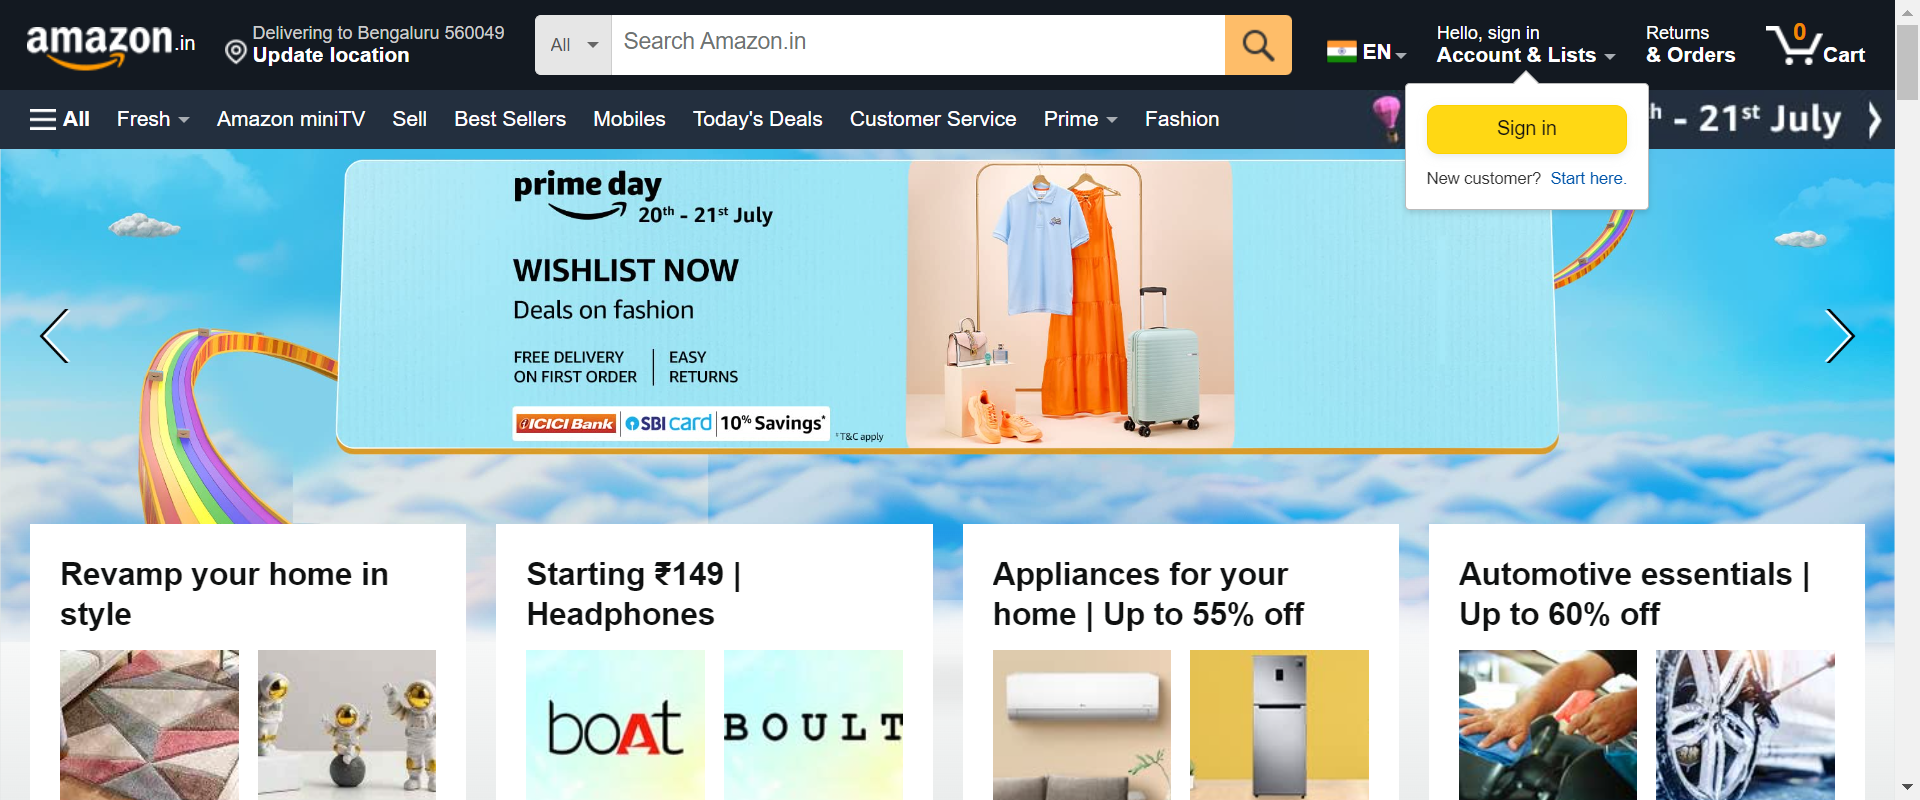 amazon.in
Delivering to Bengaluru 560049
Update location
All
Search Amazon.in
EN
Hello, sign in
Account & Lists
Returns
& Orders
0
Cart
All
Fresh
Amazon miniTV
Sell
Best Sellers
Mobiles
Today's Deals
Customer Service
Prime
Fashion
h - 21st July
Sign in
New customer? Start here.
prime day
20th - 21st July
WISHLIST NOW
Deals on fashion
FREE DELIVERY
ON FIRST ORDER
EASY
RETURNS
ICICI Bank
SBI card
10% Savings*
*T&C apply
Revamp your home in
style
Starting ₹149 |
Headphones
Appliances for your
home | Up to 55% off
Automotive essentials |
Up to 60% off
boAt
BOULT